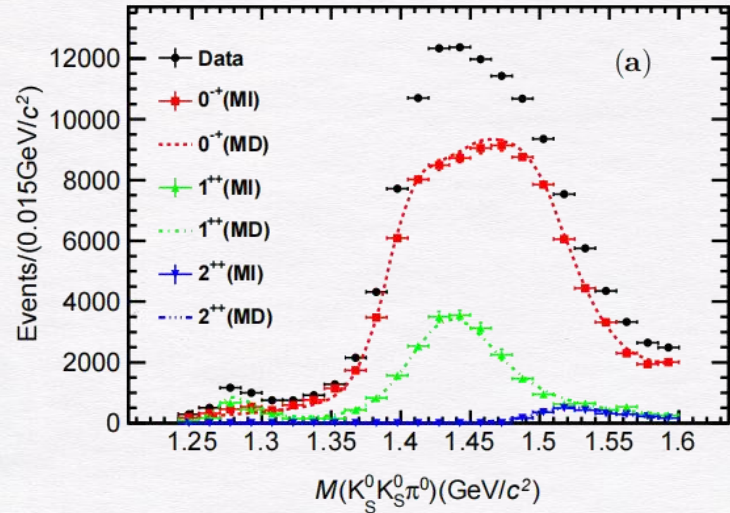 (a)
Data
0⁻⁺(MI)
0⁻⁺(MD)
1⁺⁺(MI)
1⁺⁺(MD)
2⁺⁺(MI)
2⁺⁺(MD)
Events/(0.015GeV/c²)
12000
10000
8000
6000
4000
2000
0
1.25 1.3 1.35 1.4 1.45 1.5 1.55 1.6
M(K⁰_S K⁰_S π⁰)(GeV/c²)